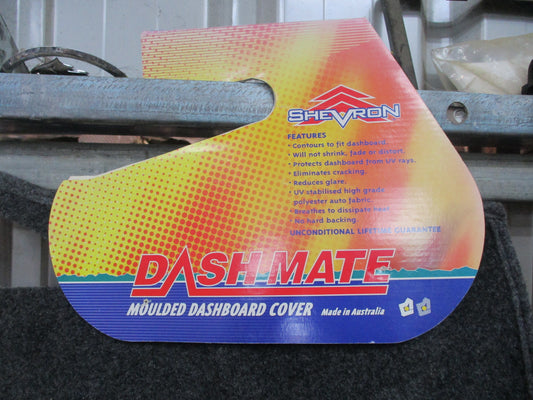 SHEVRON
FEATURES
• Contours to fit dashboard.
• Will not shrink, fade or distort.
• Protects dashboard from UV rays.
Eliminates cracking.
• Reduces glare.
• UV stabilised high grade
polyester auto fabric.
• Breathes to dissipate heat.
• No hard backing.
UNCONDITIONAL LIFETIME GUARANTEE
DASH MATE
MOULDED DASHBOARD COVER Made in Australia